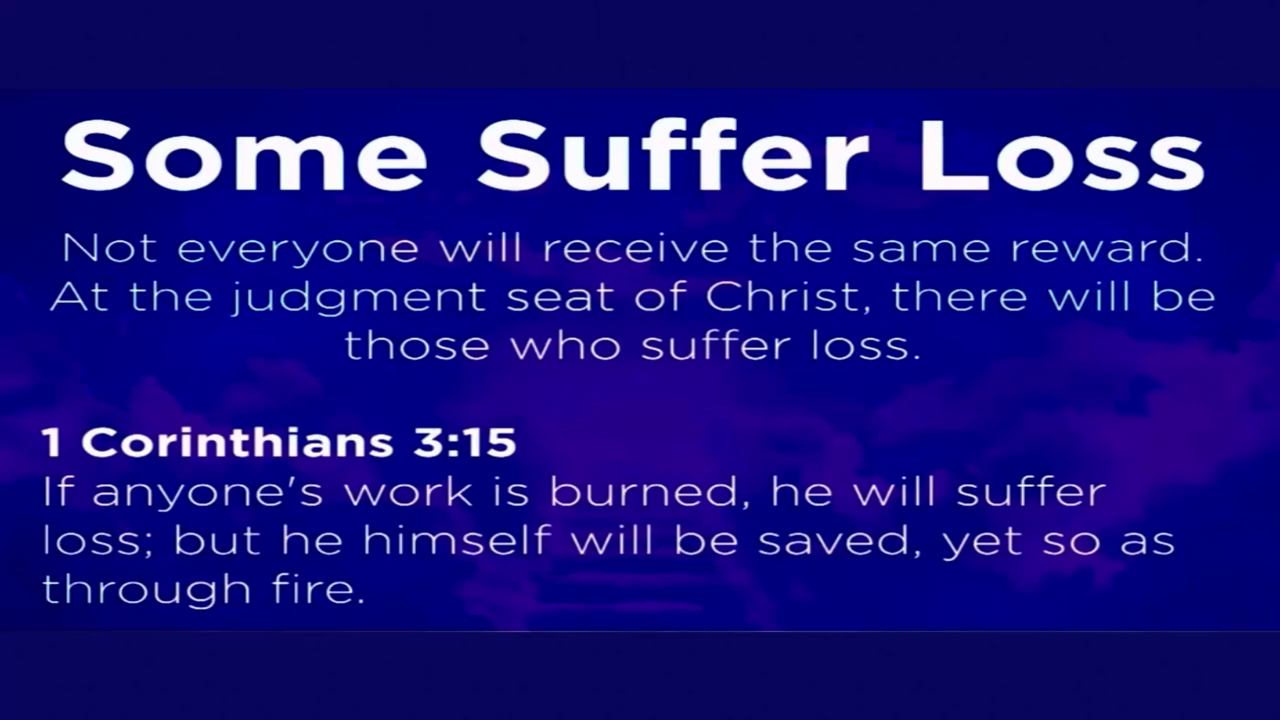 Some Suffer Loss
Not everyone will receive the same reward.
At the judgment seat of Christ, there will be
those who suffer loss.
1 Corinthians 3:15
If anyone's work is burned, he will suffer
loss; but he himself will be saved, yet so as
through fire.